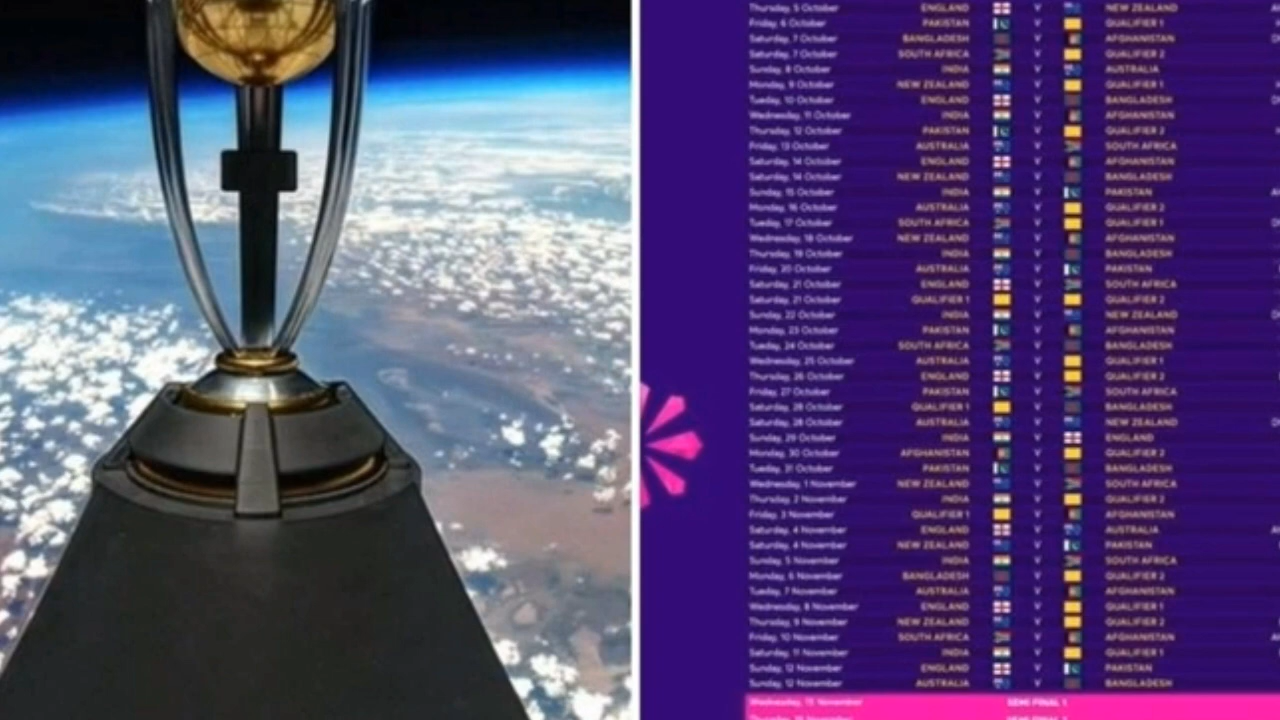 Thursday, 5 October ENGLAND V NEW ZEALAND
Friday, 6 October PAKISTAN V QUALIFIER 1
Saturday, 7 October BANGLADESH V AFGHANISTAN
Saturday, 7 October SOUTH AFRICA V QUALIFIER 2
Sunday, 8 October INDIA V AUSTRALIA
Monday, 9 October NEW ZEALAND V QUALIFIER 1
Tueday, 10 October ENGLAND V BANGLADESH
Wednesday, 11 October INDIA V AFGHANISTAN
Thursday, 12 October PAKISTAN V QUALIFIER 2
Friday, 13 October AUSTRALIA V SOUTH AFRICA
Saturday, 14 October ENGLAND V AFGHANISTAN
Saturday, 14 October NEW ZEALAND V BANGLADESH
Sunday, 15 October INDIA V PAKISTAN
Monday, 16 October AUSTRALIA V QUALIFIER 2
Tueday, 17 October SOUTH AFRICA V QUALIFIER 1
Wednesday, 18 October NEW ZEALAND V AFGHANISTAN
Thursday, 19 October INDIA V BANGLADESH
Friday, 20 October AUSTRALIA V PAKISTAN
Saturday, 21 October ENGLAND V SOUTH AFRICA
Saturday, 21 October QUALIFIER 1 V QUALIFIER 2
Sunday, 22 October INDIA V NEW ZEALAND
Monday, 23 October PAKISTAN V AFGHANISTAN
Tueday, 24 October SOUTH AFRICA V BANGLADESH
Wednesday, 25 October AUSTRALIA V QUALIFIER 1
Thursday, 26 October ENGLAND V QUALIFIER 2
Friday, 27 October PAKISTAN V SOUTH AFRICA
Saturday, 28 October QUALIFIER 1 V BANGLADESH
Saturday, 28 October AUSTRALIA V NEW ZEALAND
Sunday, 29 October INDIA V ENGLAND
Monday, 30 October AFGHANISTAN V QUALIFIER 2
Tueday, 31 October PAKISTAN V BANGLADESH
Wednesday, 1 November NEW ZEALAND V SOUTH AFRICA
Thursday, 2 November INDIA V QUALIFIER 2
Friday, 3 November QUALIFIER 1 V AFGHANISTAN
Saturday, 4 November ENGLAND V AUSTRALIA
Saturday, 4 November NEW ZEALAND V PAKISTAN
Sunday, 5 November INDIA V SOUTH AFRICA
Monday, 6 November BANGLADESH V QUALIFIER 2
Tueday, 7 November AUSTRALIA V AFGHANISTAN
Wednesday, 8 November ENGLAND V QUALIFIER 1
Thursday, 9 November NEW ZEALAND V QUALIFIER 2
Friday, 10 November SOUTH AFRICA V AFGHANISTAN
Saturday, 11 November INDIA V QUALIFIER 1
Sunday, 12 November ENGLAND V PAKISTAN
Sunday, 12 November AUSTRALIA V BANGLADESH
Wednesday, 15 November SEMI FINAL 1